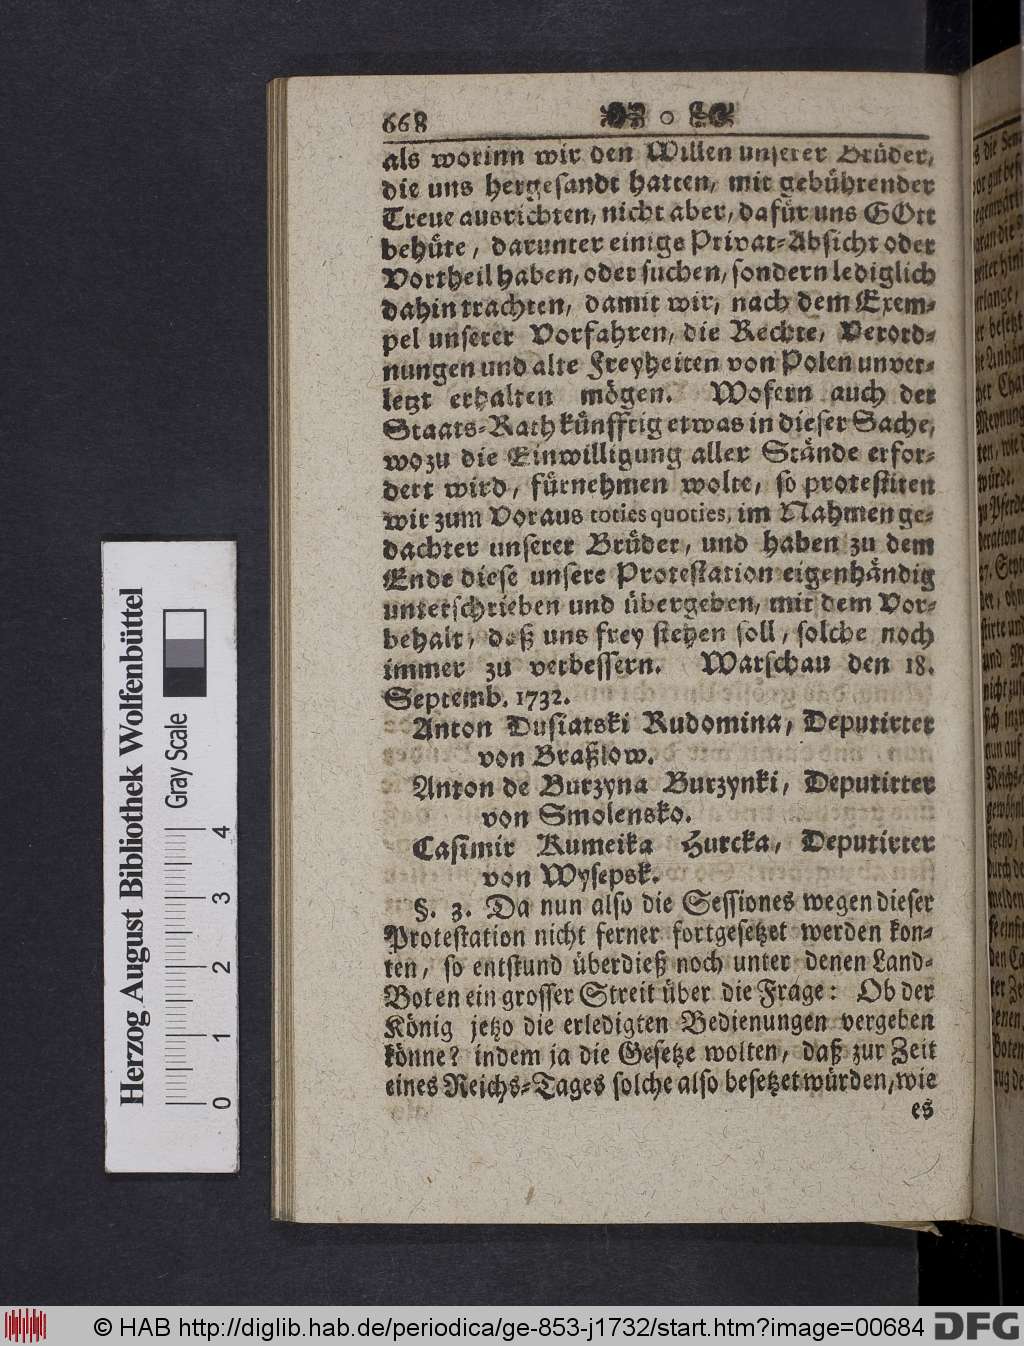 668
als worinn wir den Willen unserer Brüder,
die uns hergesandt hatten, mit gebührender
Treue ausrichten, nicht aber, dafür uns GOtt
behüte, darunter einige Privat-Absicht oder
Vortheil haben, oder suchen, sondern lediglich
dahin trachten, damit wir, nach dem Exem-
pel unserer Vorfahren, die Rechte, Verord-
nungen und alte Freyheiten von Polen unver-
letzt erhalten mögen. Wofern auch der
Staats-Rath künfftig etwas in dieser Sache,
wozu die Einwilligung aller Stände erfor-
dert wird, fürnehmen wolte, so protestiren
wir zum Voraus toties quoties, im Nahmen ge-
dachter unserer Brüder, und haben zu dem
Ende diese unsere Protestation eigenhändig
unterschrieben und übergeben, mit dem Vor-
behalt, daß uns frey stehen soll, solche noch
immer zu verbessern. Warschau den 18.
Septemb. 1732.
Anton Dusiatski Rudomina, Deputirter
von Braßlow.
Anton de Burzyna Burzynki, Deputirter
von Smolensko.
Casimir Kumeika Hurcka, Deputirter
von Wysepsk.
§. 3. Da nun also die Sessiones wegen dieser
Protestation nicht ferner fortgesetzet werden kon-
ten, so entstund überdieß noch unter denen Land-
Boten ein grosser Streit über die Frage: Ob der
König jetzo die erledigten Bedienungen vergeben
könne? indem ja die Gesetze wolten, daß zur Zeit
eines Reichs-Tages solche also besetzet würden, wie
es
Herzog August Bibliothek Wolfenbüttel
Gray Scale
0 1 2 3 4
© HAB http://diglib.hab.de/periodica/ge-853-j1732/start.htm?image=00684
DFG